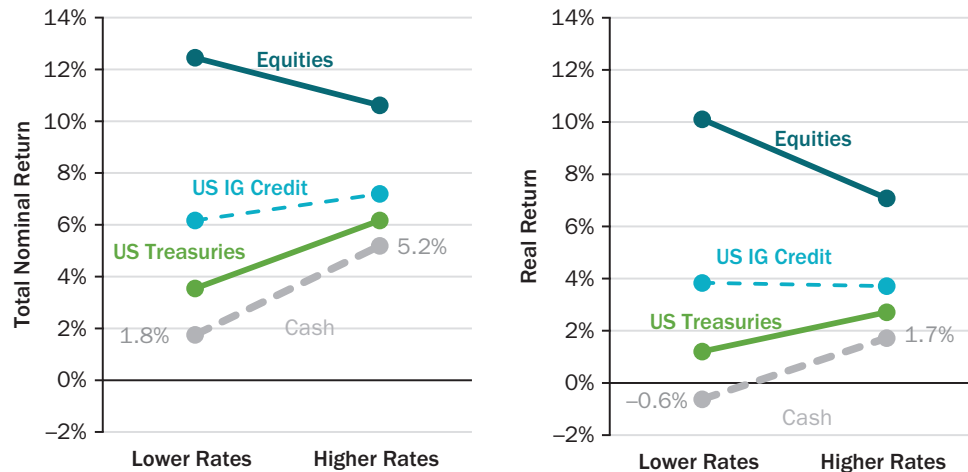 Total Nominal Return
14%
12%
10%
8%
6%
4%
2%
0%
–2%
Equities
US IG Credit
US Treasuries
5.2%
1.8%
Cash
Lower Rates
Higher Rates
Real Return
14%
12%
10%
8%
6%
4%
2%
0%
–2%
Equities
US IG Credit
US Treasuries
1.7%
–0.6%
Cash
Lower Rates
Higher Rates